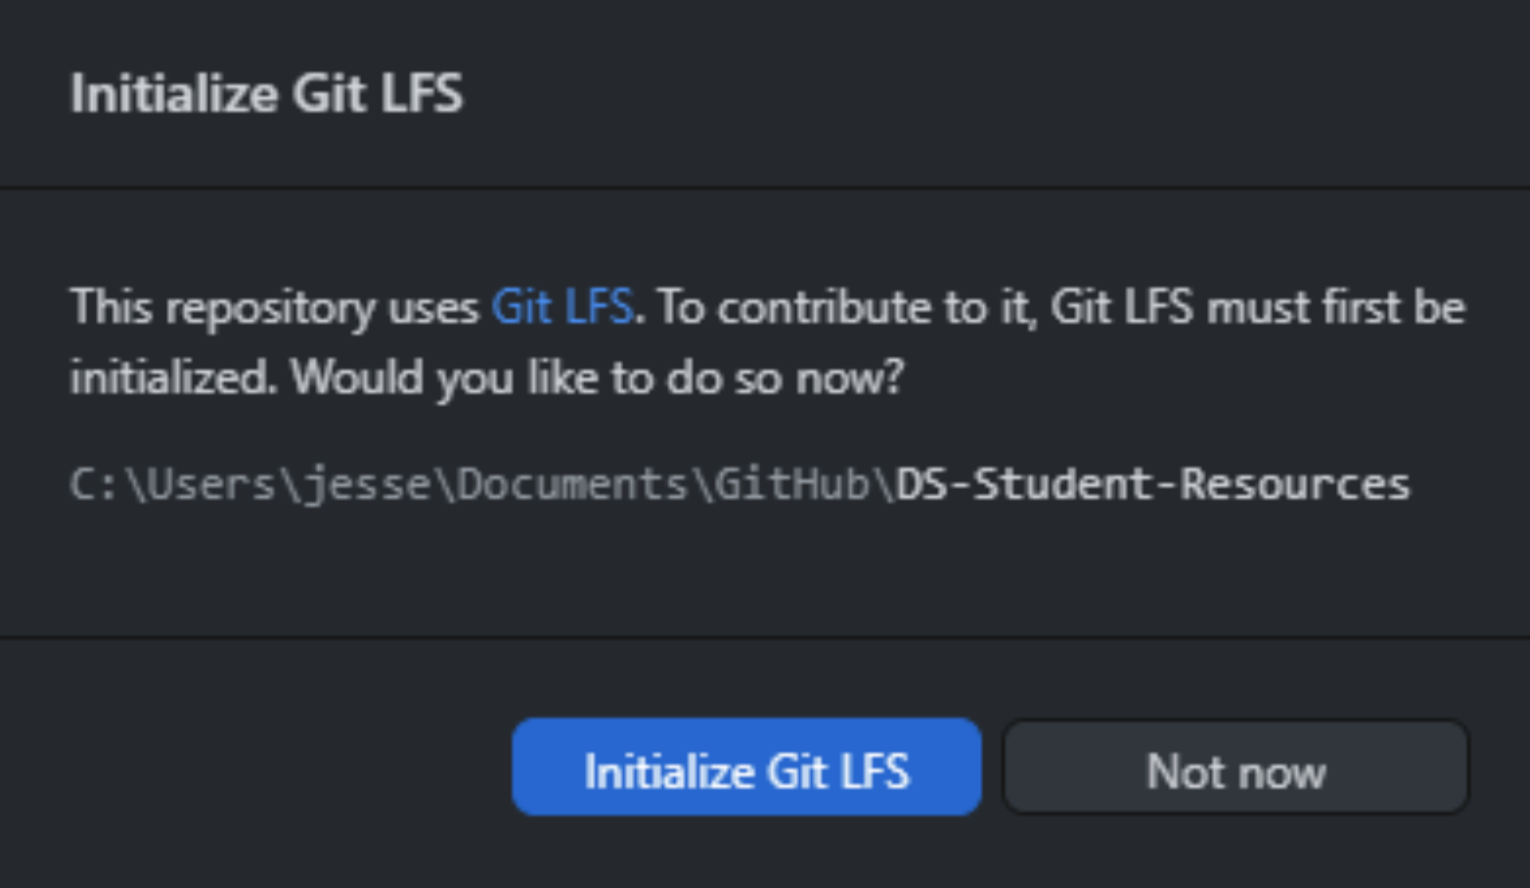 Initialize Git LFS
This repository uses Git LFS. To contribute to it, Git LFS must first be
initialized. Would you like to do so now?
C:\Users\jesse\Documents\GitHub\DS-Student-Resources
Initialize Git LFS
Not now